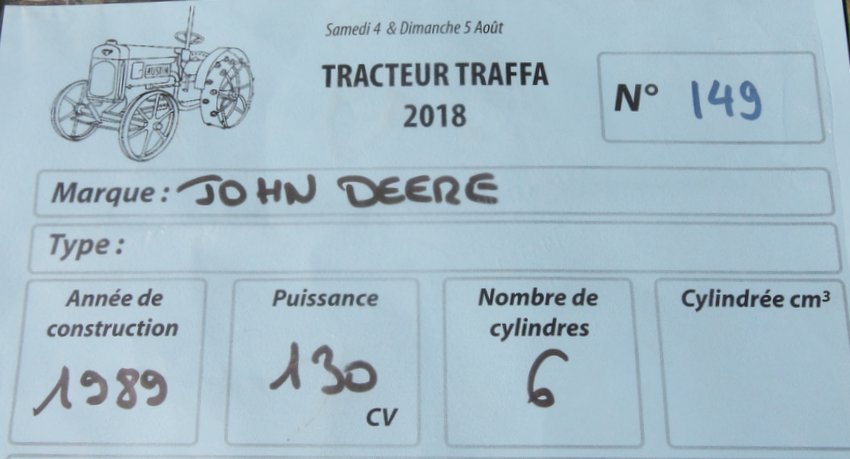 Samedi 4 & Dimanche 5 Août
TRACTEUR TRAFFA
2018
N° 149
AUSTIN
Marque : JOHN DEERE
Type :
Année de construction
1989
Puissance
130
CV
Nombre de cylindres
6
Cylindrée cm³